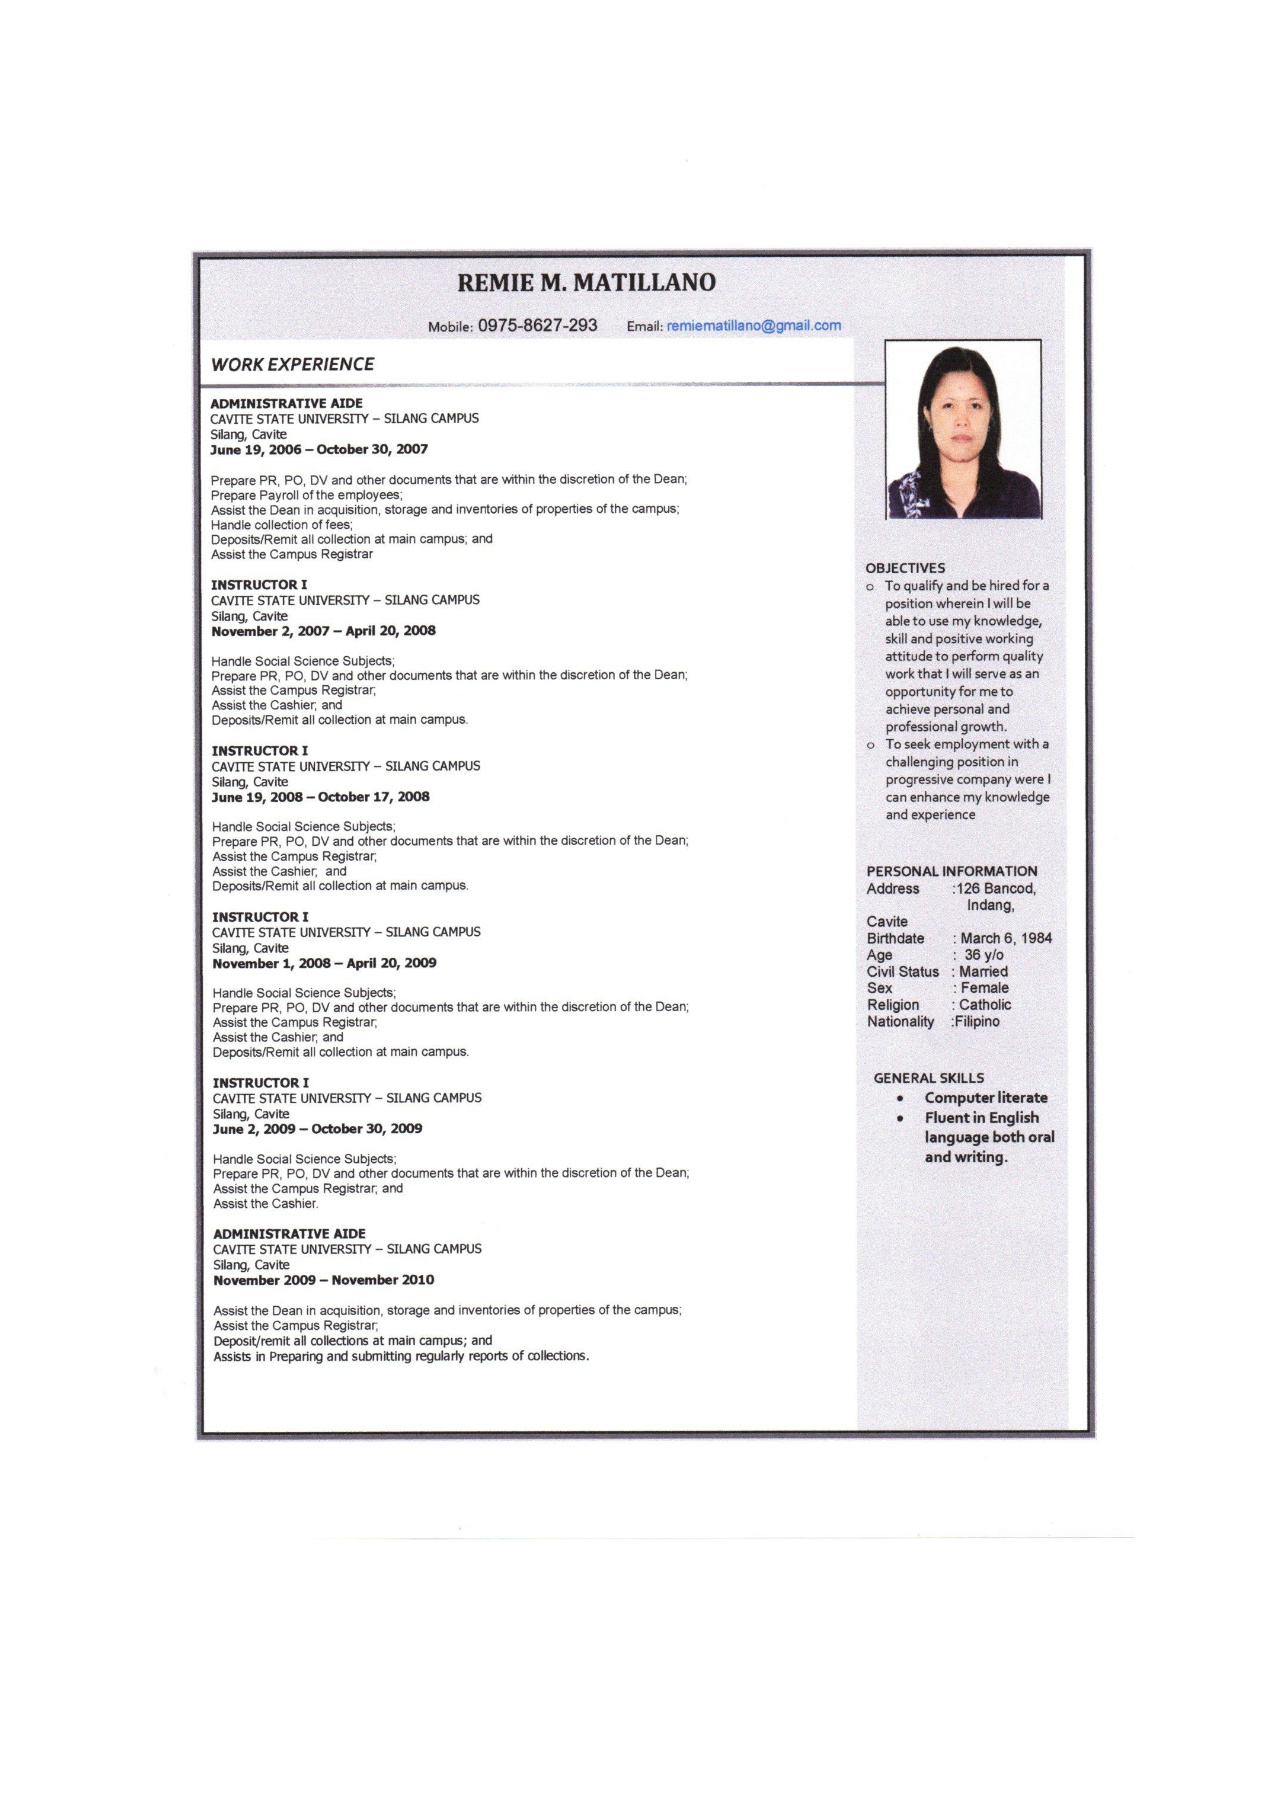 REMIE M. MATILLANO
Mobile: 0975-8627-293 Email: remiematillano@gmail.com
WORK EXPERIENCE
ADMINISTRATIVE AIDE
CAVITE STATE UNIVERSITY – SILANG CAMPUS
Silang, Cavite
June 19, 2006 – October 30, 2007
Prepare PR, PO, DV and other documents that are within the discretion of the Dean;
Prepare Payroll of the employees;
Assist the Dean in acquisition, storage and inventories of properties of the campus;
Handle collection of fees;
Deposits/Remit all collection at main campus; and
Assist the Campus Registrar
INSTRUCTOR I
CAVITE STATE UNIVERSITY – SILANG CAMPUS
Silang, Cavite
November 2, 2007 – April 20, 2008
Handle Social Science Subjects;
Prepare PR, PO, DV and other documents that are within the discretion of the Dean;
Assist the Campus Registrar;
Assist the Cashier; and
Deposits/Remit all collection at main campus.
INSTRUCTOR I
CAVITE STATE UNIVERSITY – SILANG CAMPUS
Silang, Cavite
June 19, 2008 – October 17, 2008
Handle Social Science Subjects;
Prepare PR, PO, DV and other documents that are within the discretion of the Dean;
Assist the Campus Registrar;
Assist the Cashier; and
Deposits/Remit all collection at main campus.
INSTRUCTOR I
CAVITE STATE UNIVERSITY – SILANG CAMPUS
Silang, Cavite
November 1, 2008 – April 20, 2009
Handle Social Science Subjects;
Prepare PR, PO, DV and other documents that are within the discretion of the Dean;
Assist the Campus Registrar;
Assist the Cashier; and
Deposits/Remit all collection at main campus.
INSTRUCTOR I
CAVITE STATE UNIVERSITY – SILANG CAMPUS
Silang, Cavite
June 2, 2009 – October 30, 2009
Handle Social Science Subjects;
Prepare PR, PO, DV and other documents that are within the discretion of the Dean;
Assist the Campus Registrar; and
Assist the Cashier.
ADMINISTRATIVE AIDE
CAVITE STATE UNIVERSITY – SILANG CAMPUS
Silang, Cavite
November 2009 – November 2010
Assist the Dean in acquisition, storage and inventories of properties of the campus;
Assist the Campus Registrar;
Deposit/remit all collections at main campus; and
Assists in Preparing and submitting regularly reports of collections.
OBJECTIVES
o To qualify and be hired for a
position wherein I will be
able to use my knowledge,
skill and positive working
attitude to perform quality
work that I will serve as an
opportunity for me to
achieve personal and
professional growth.
o To seek employment with a
challenging position in
progressive company were I
can enhance my knowledge
and experience
PERSONAL INFORMATION
Address :126 Bancod,
Indang,
Cavite
Birthdate : March 6, 1984
Age : 36 y/o
Civil Status : Married
Sex : Female
Religion : Catholic
Nationality :Filipino
GENERAL SKILLS
• Computer literate
• Fluent in English
language both oral
and writing.